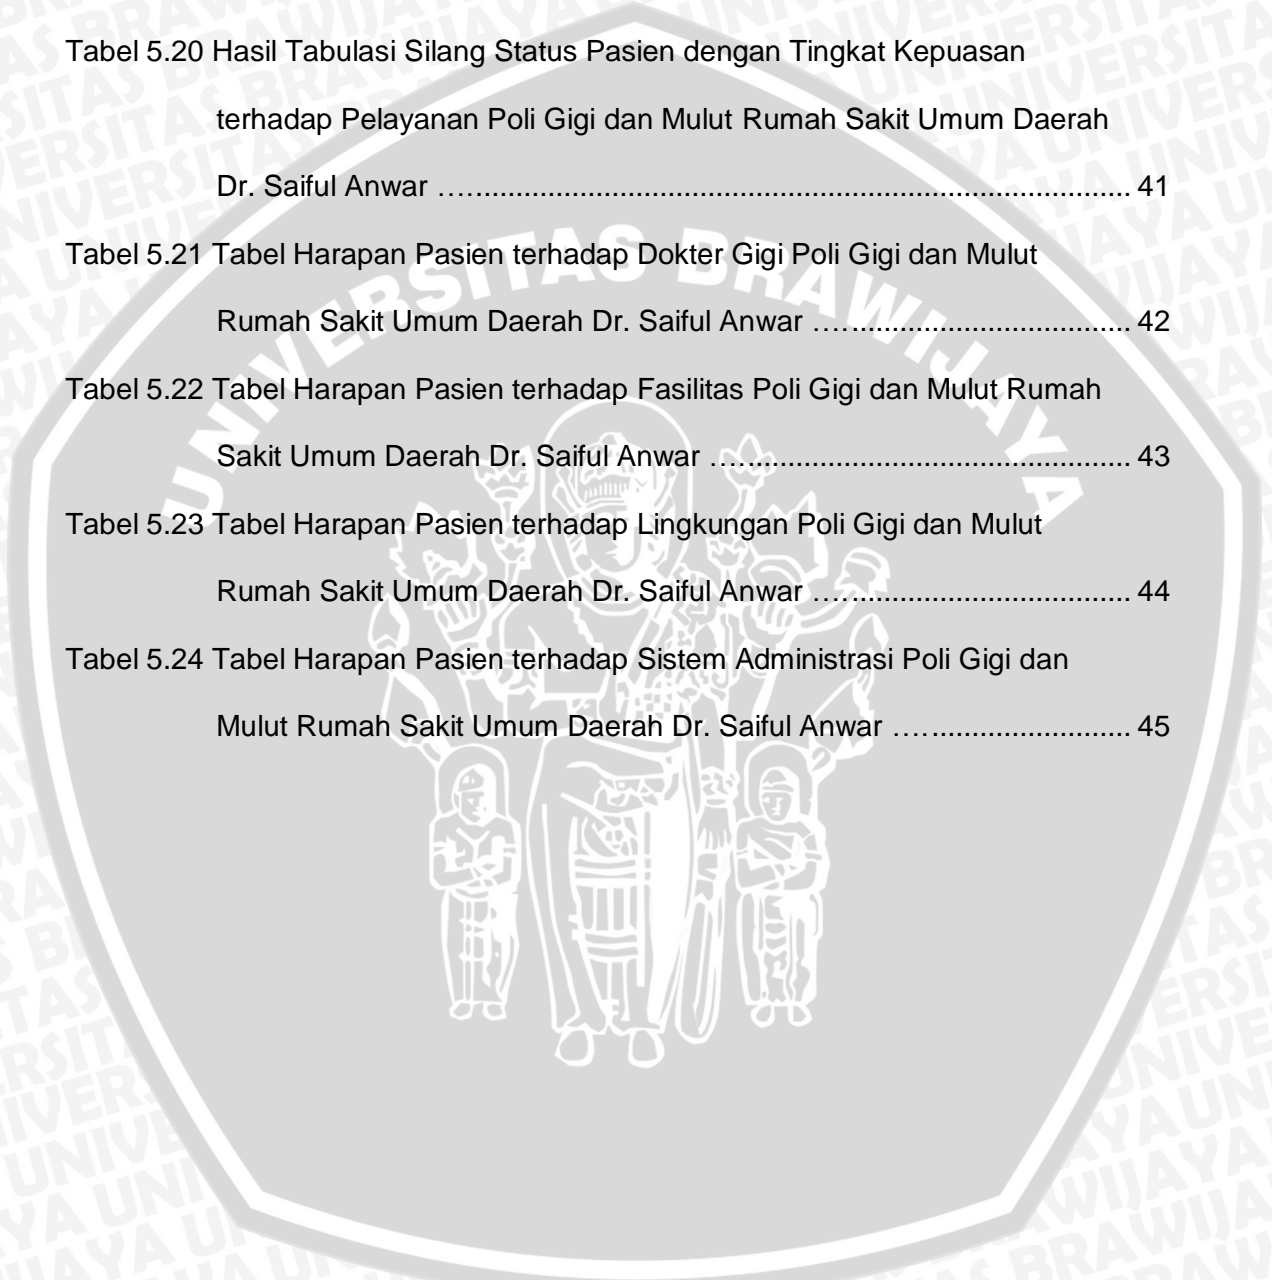 Tabel 5.20 Hasil Tabulasi Silang Status Pasien dengan Tingkat Kepuasan
terhadap Pelayanan Poli Gigi dan Mulut Rumah Sakit Umum Daerah
Dr. Saiful Anwar …................................................................................. 41
UNIVERSITAS BRAWIJAYA
Tabel 5.21 Tabel Harapan Pasien terhadap Dokter Gigi Poli Gigi dan Mulut
Rumah Sakit Umum Daerah Dr. Saiful Anwar …................................... 42
Tabel 5.22 Tabel Harapan Pasien terhadap Fasilitas Poli Gigi dan Mulut Rumah
Sakit Umum Daerah Dr. Saiful Anwar …................................................ 43
Tabel 5.23 Tabel Harapan Pasien terhadap Lingkungan Poli Gigi dan Mulut
Rumah Sakit Umum Daerah Dr. Saiful Anwar …................................... 44
Tabel 5.24 Tabel Harapan Pasien terhadap Sistem Administrasi Poli Gigi dan
Mulut Rumah Sakit Umum Daerah Dr. Saiful Anwar …......................... 45